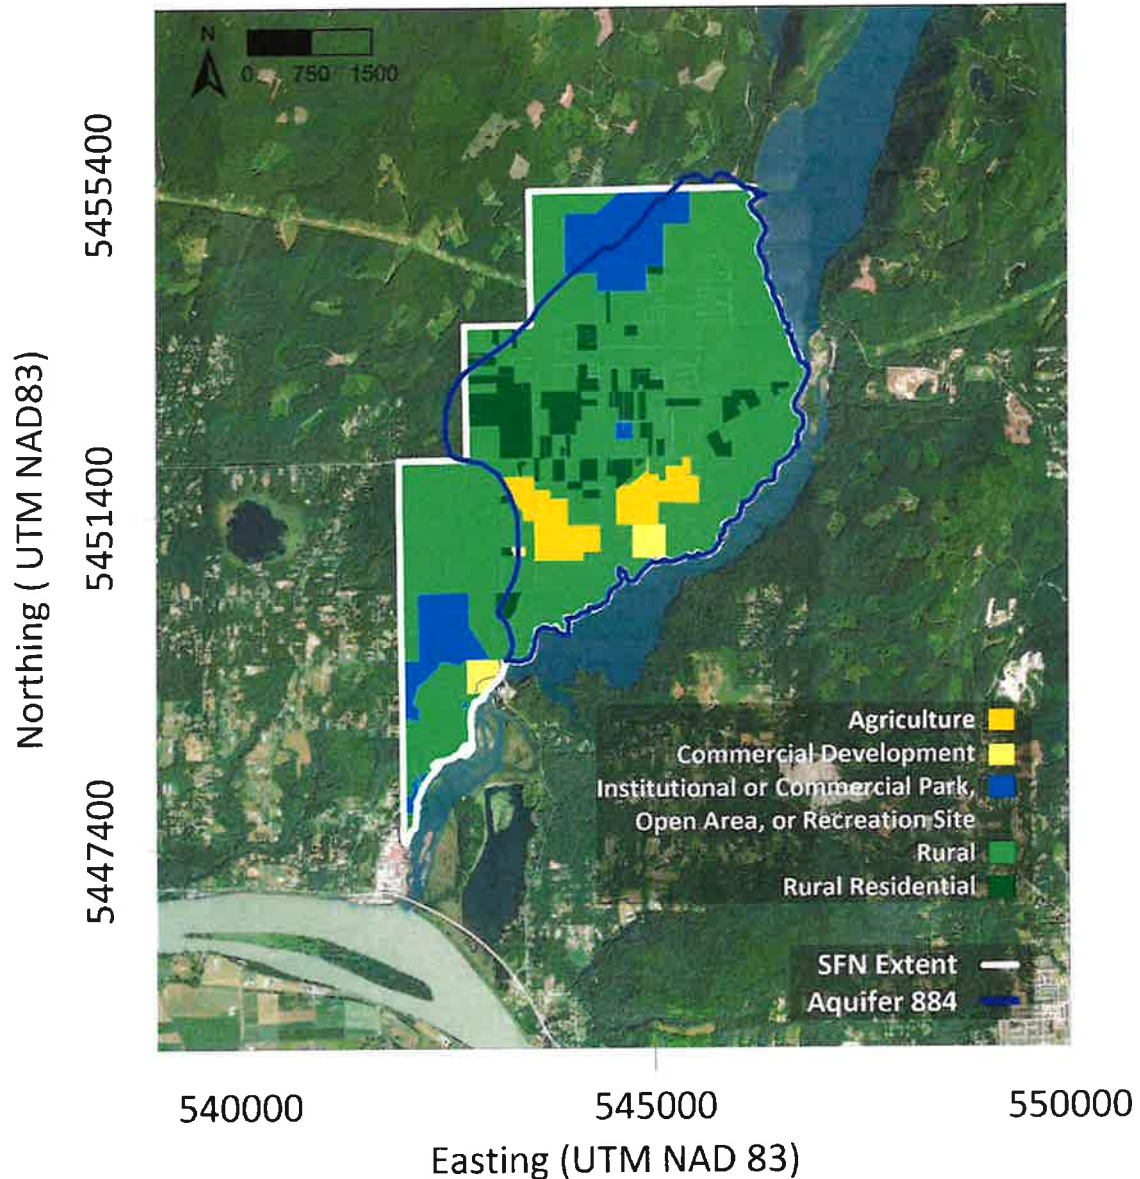 N
0 750 1500
5455400
5451400
5447400
Northing ( UTM NAD83)
Agriculture
Commercial Development
Institutional or Commercial Park,
Open Area, or Recreation Site
Rural
Rural Residential
SFN Extent
Aquifer 884
540000 545000 550000
Easting (UTM NAD 83)